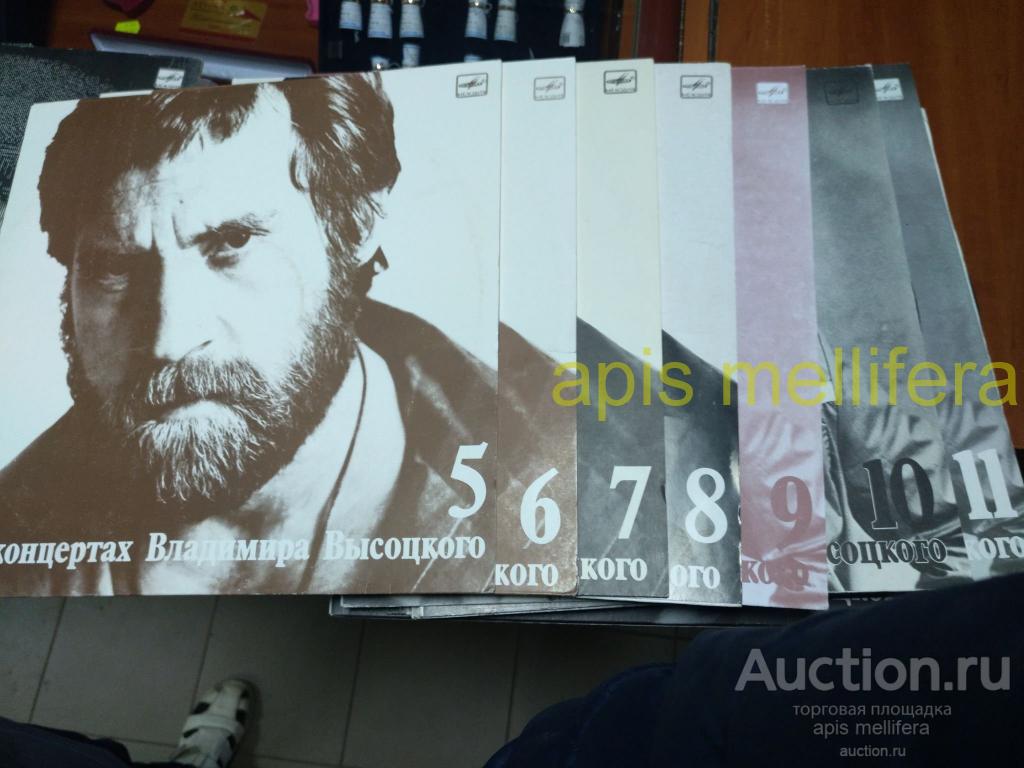 apis mellifera
5
6
7
8
9
10
11
концертах Владимира Высоцкого
кого
кого
ого
кого
соцкого
кого
Auction.ru
торговая площадка
apis mellifera
auction.ru